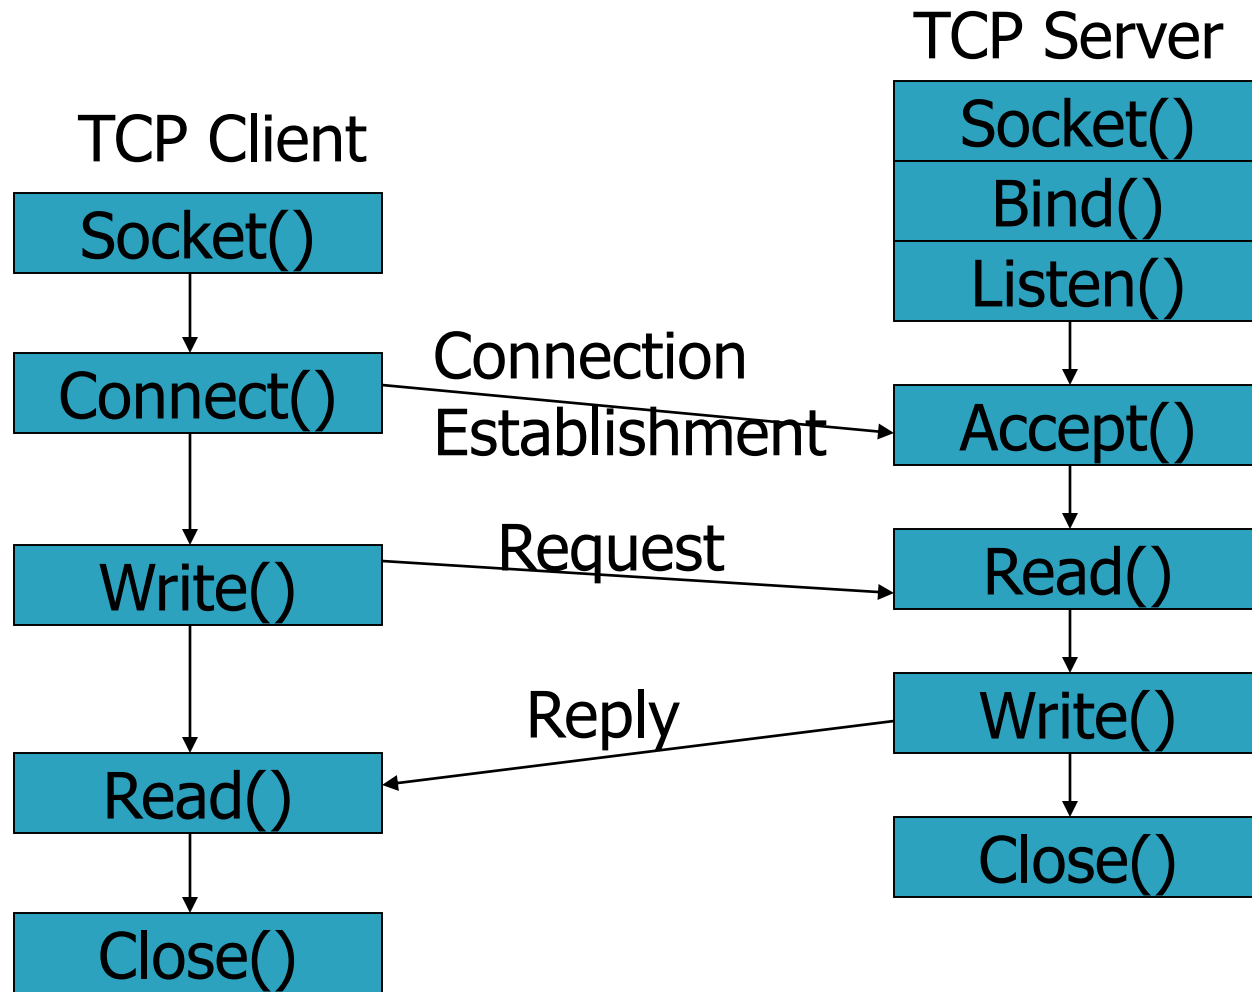 TCP Server
Socket()
Bind()
Listen()
Accept()
Read()
Write()
Close()
TCP Client
Socket()
Connect()
Write()
Read()
Close()
Connection
Establishment
Request
Reply